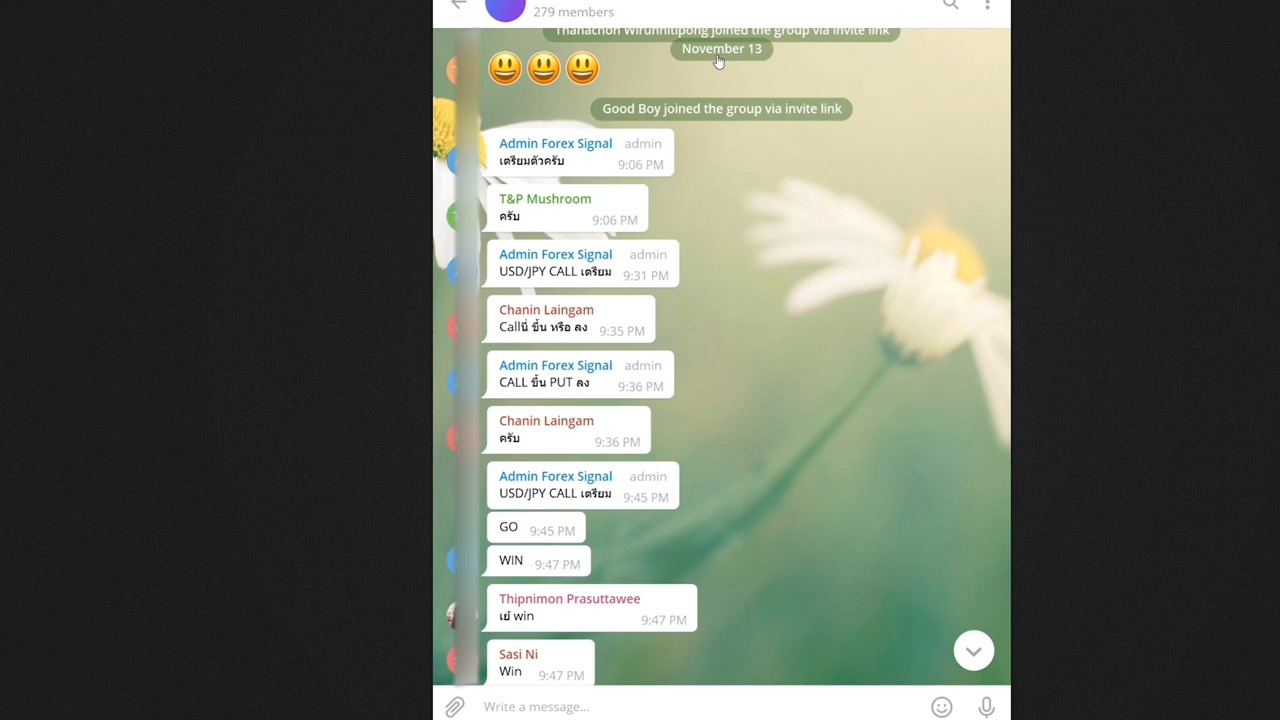 279 members
Thanachon Wirunnitipong joined the group via invite link
November 13
Good Boy joined the group via invite link
Admin Forex Signal admin
เตรียมตัวครับ 9:06 PM
T&P Mushroom
ครับ 9:06 PM
Admin Forex Signal admin
USD/JPY CALL เตรียม 9:31 PM
Chanin Laingam
Callนี่ ขึ้น หรือ ลง 9:35 PM
Admin Forex Signal admin
CALL ขึ้น PUT ลง 9:36 PM
Chanin Laingam
ครับ 9:36 PM
Admin Forex Signal admin
USD/JPY CALL เตรียม 9:45 PM
GO 9:45 PM
WIN 9:47 PM
Thipnimon Prasuttawee
เย้ win 9:47 PM
Sasi Ni
Win 9:47 PM
Write a message...